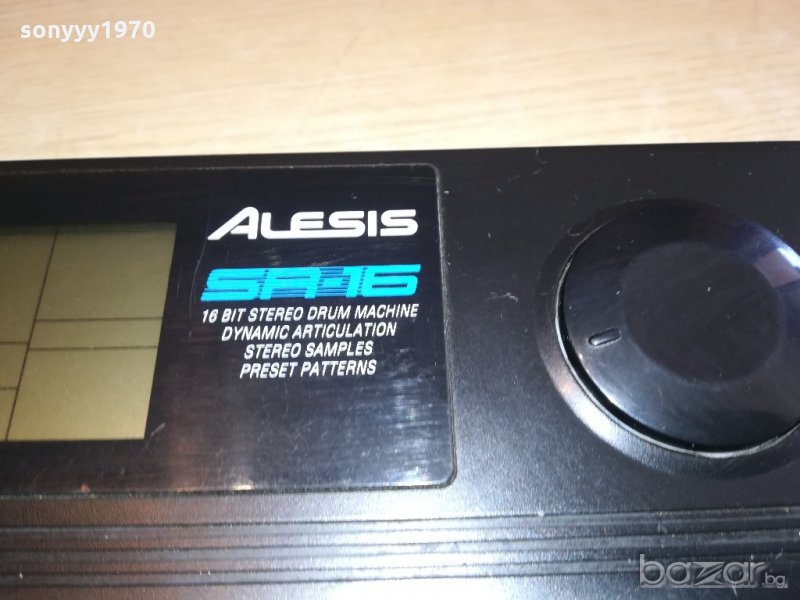 sonyyy1970
ALESIS
SR-16
16 BIT STEREO DRUM MACHINE
DYNAMIC ARTICULATION
STEREO SAMPLES
PRESET PATTERNS
bazar.bg